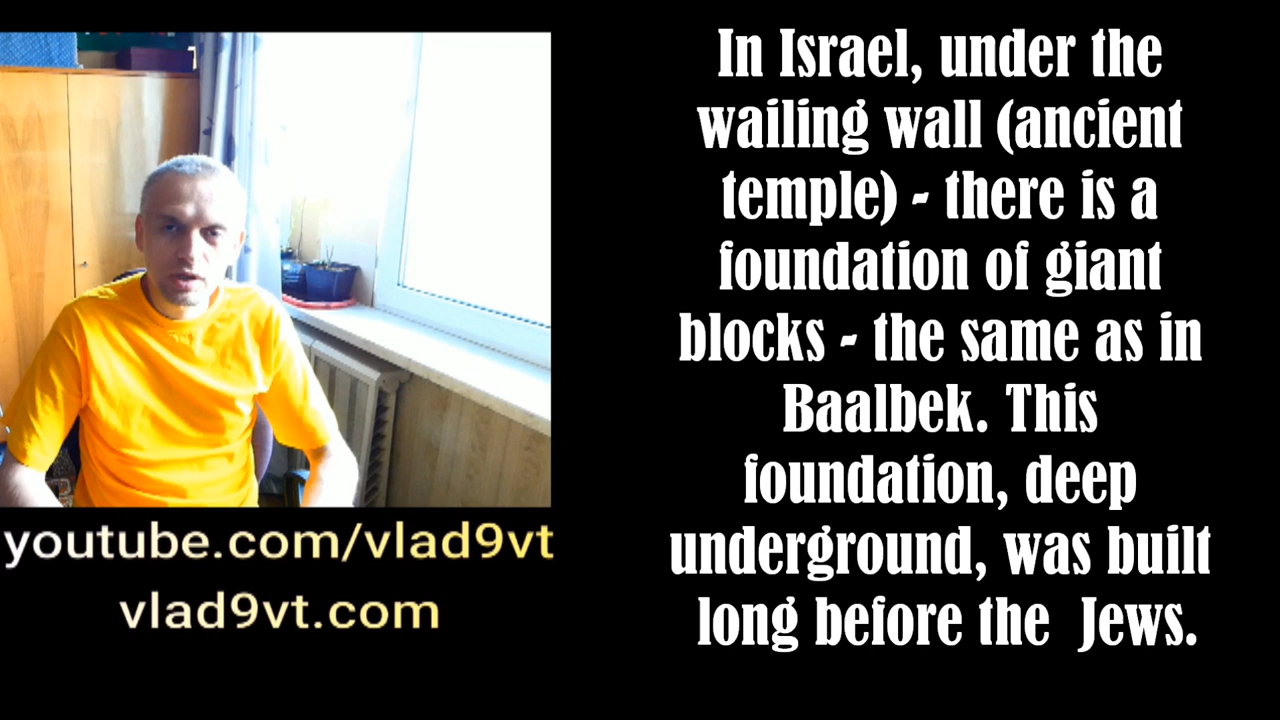 In Israel, under the
wailing wall (ancient
temple) - there is a
foundation of giant
blocks - the same as in
Baalbek. This
foundation, deep
underground, was built
long before the  Jews.
youtube.com/vlad9vt
vlad9vt.com